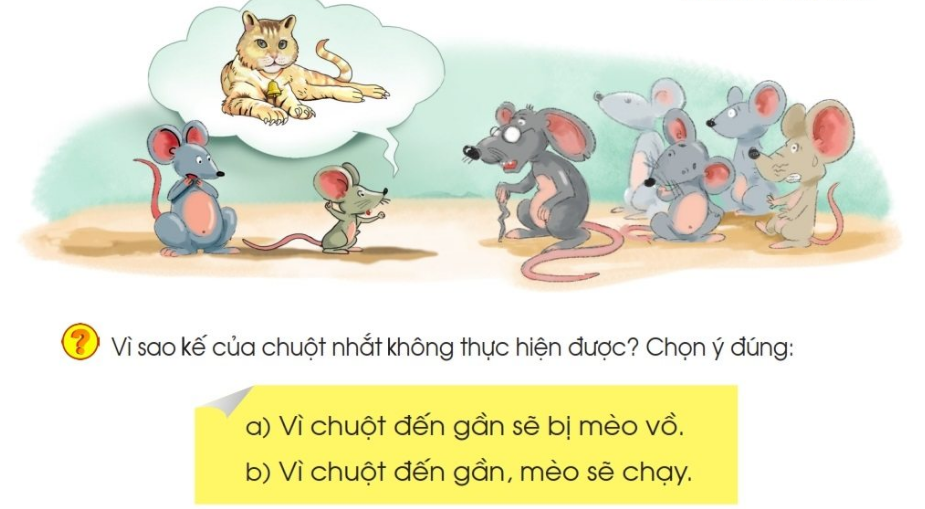 ? Vì sao kế của chuột nhắt không thực hiện được? Chọn ý đúng:
a) Vì chuột đến gần sẽ bị mèo vồ.
b) Vì chuột đến gần, mèo sẽ chạy.